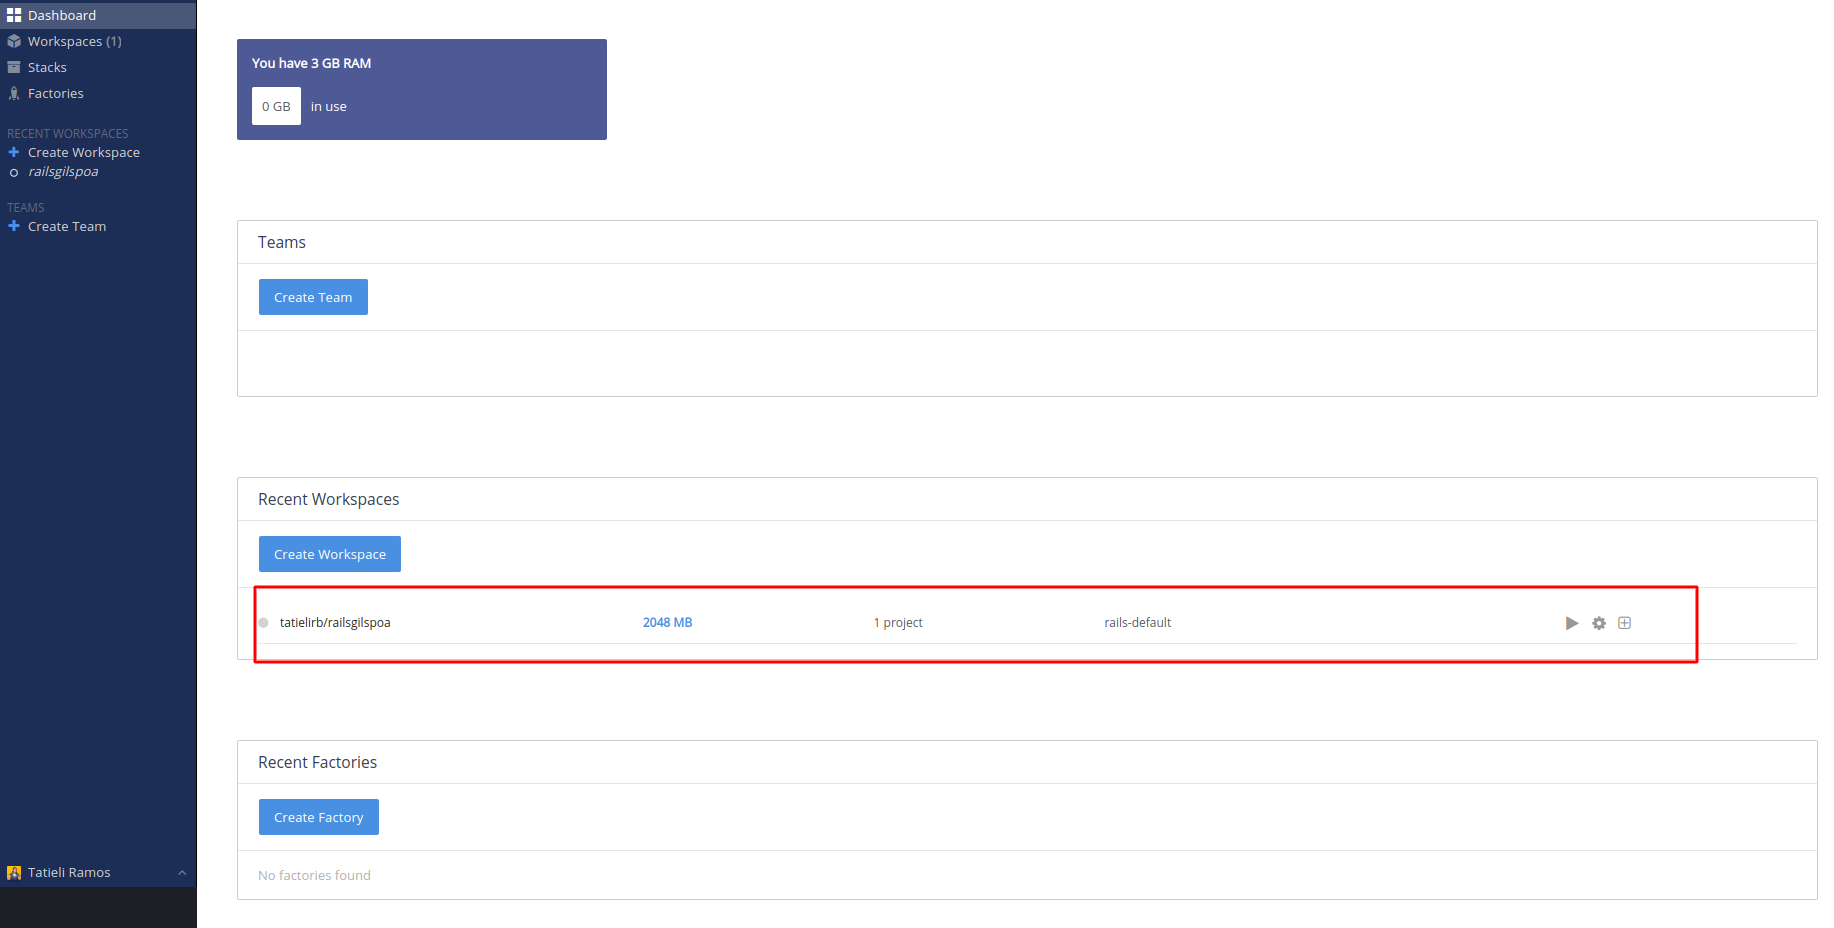 Dashboard
Workspaces (1)
Stacks
Factories
RECENT WORKSPACES
Create Workspace
railsgilspoa
TEAMS
Create Team
Tatieli Ramos
You have 3 GB RAM
0 GB in use
Teams
Create Team
Recent Workspaces
Create Workspace
tatielirb/railsgilspoa 2048 MB 1 project rails-default
Recent Factories
Create Factory
No factories found